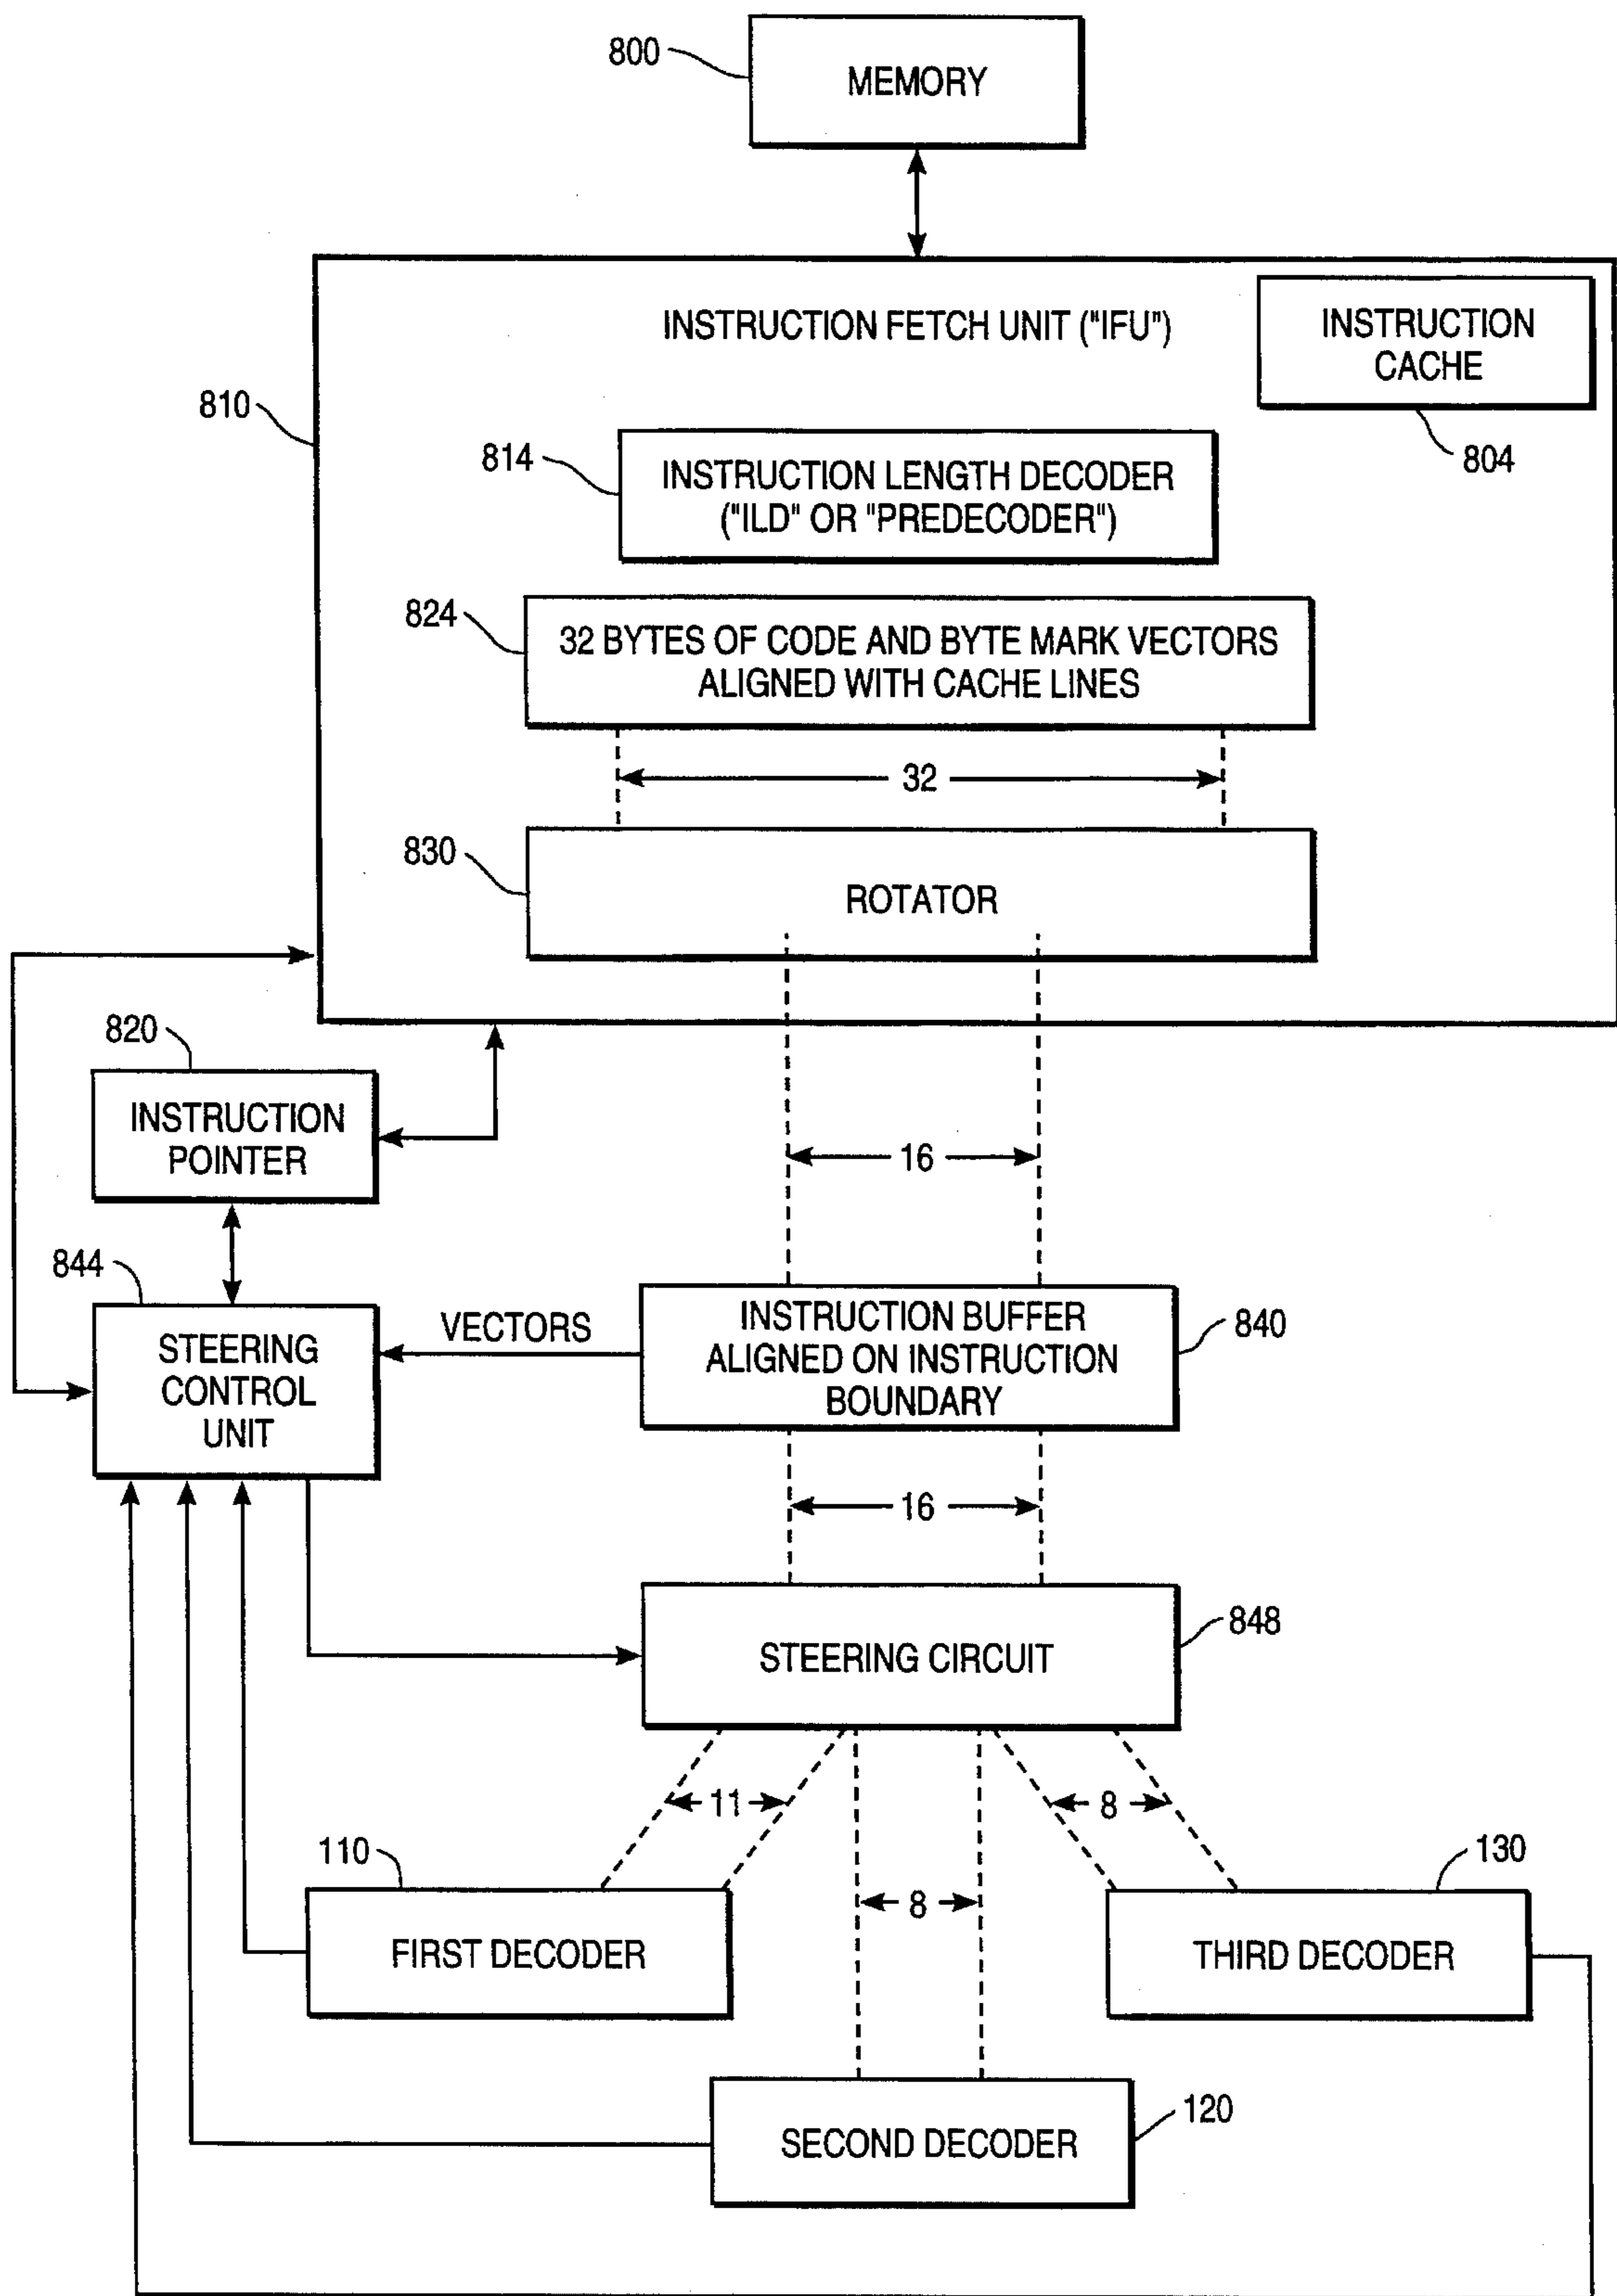 800
MEMORY
INSTRUCTION FETCH UNIT ("IFU")
INSTRUCTION
CACHE
804
810
814
INSTRUCTION LENGTH DECODER
("ILD" OR "PREDECODER")
824
32 BYTES OF CODE AND BYTE MARK VECTORS
ALIGNED WITH CACHE LINES
32
830
ROTATOR
820
INSTRUCTION
POINTER
16
844
STEERING
CONTROL
UNIT
VECTORS
INSTRUCTION BUFFER
ALIGNED ON INSTRUCTION
BOUNDARY
840
16
STEERING CIRCUIT
848
11
8
8
110
FIRST DECODER
130
THIRD DECODER
120
SECOND DECODER